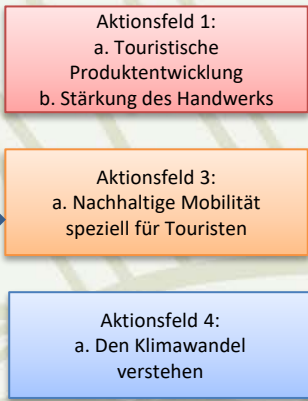 Aktionsfeld 1:
a. Touristische
Produktentwicklung
b. Stärkung des Handwerks
Aktionsfeld 3:
a. Nachhaltige Mobilität
speziell für Touristen
Aktionsfeld 4:
a. Den Klimawandel
verstehen